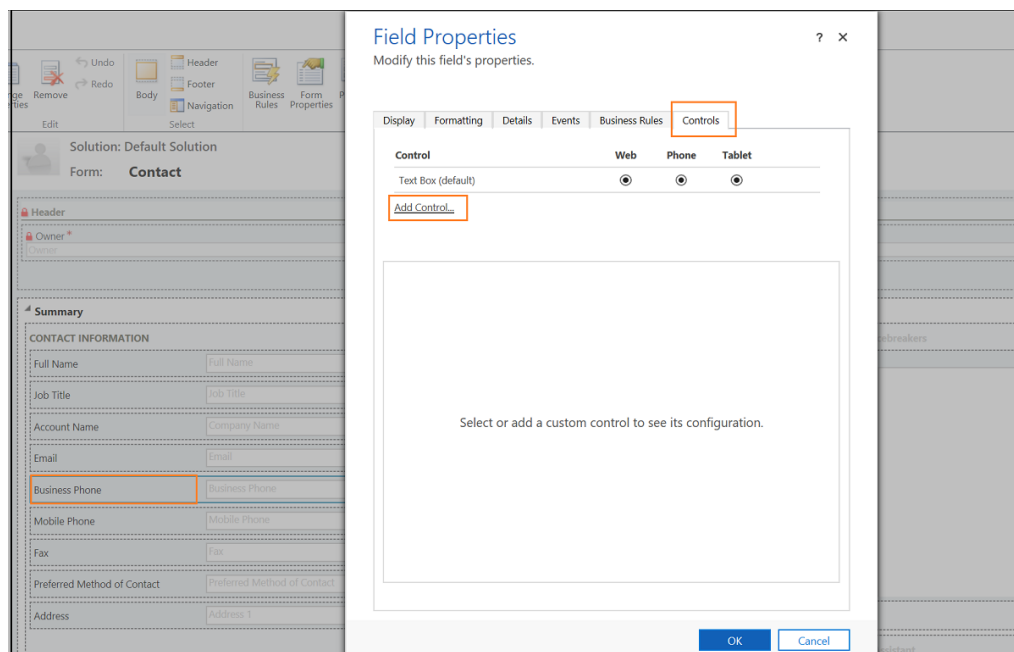 Undo
Redo
Remove
Edit
Body
Header
Footer
Navigation
Select
Business Rules
Form Properties
Solution: Default Solution
Form: Contact
Header
Owner *
Owner
Summary
CONTACT INFORMATION
Full Name Full Name
Job Title Job Title
Account Name Company Name
Email Email
Business Phone Business Phone
Mobile Phone Mobile Phone
Fax Fax
Preferred Method of Contact Preferred Method of Contact
Address Address 1
Field Properties ?
Modify this field's properties.
Display Formatting Details Events Business Rules Controls
Control Web Phone Tablet
Text Box (default)
Add Control...
Select or add a custom control to see its configuration.
OK Cancel